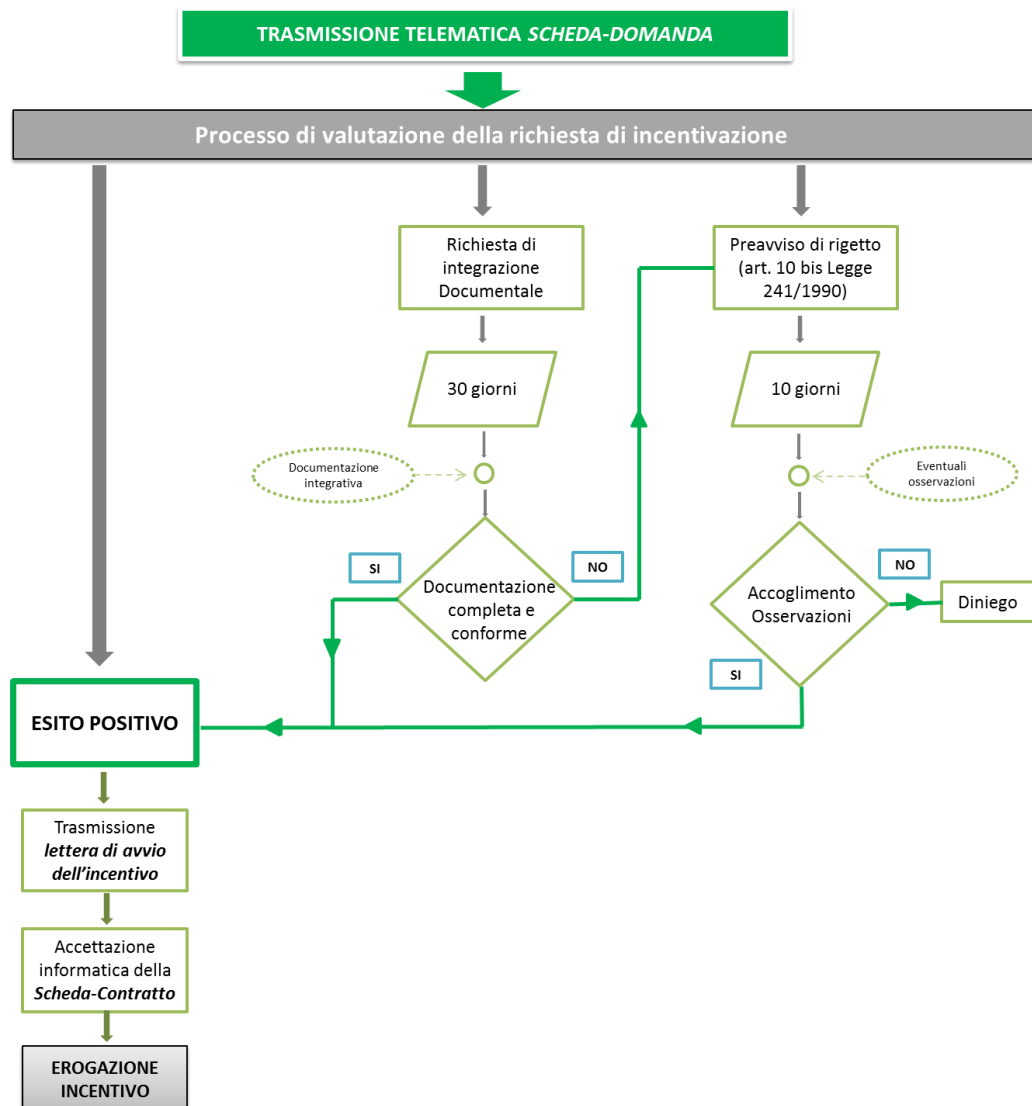 TRASMISSIONE TELEMATICA SCHEDA-DOMANDA
Processo di valutazione della richiesta di incentivazione
Richiesta di
integrazione
Documentale
Preavviso di rigetto
(art. 10 bis Legge
241/1990)
30 giorni
10 giorni
Documentazione
integrativa
Eventuali
osservazioni
SI
NO
Documentazione
completa e
conforme
NO
Accoglimento
Osservazioni
Diniego
SI
ESITO POSITIVO
Trasmissione
lettera di avvio
dell’incentivo
Accettazione
informatica della
Scheda-Contratto
EROGAZIONE
INCENTIVO